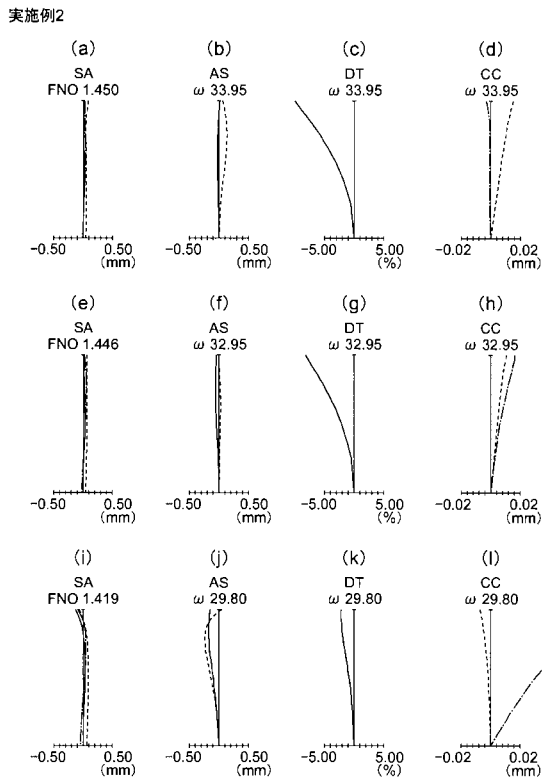 実施例2
(a) (b) (c) (d)
SA AS DT CC
FNO 1.450 ω 33.95 ω 33.95 ω 33.95
−0.50 0.50 −0.50 0.50 −5.00 5.00 −0.02 0.02
(mm) (mm) (%) (mm)
(e) (f) (g) (h)
SA AS DT CC
FNO 1.446 ω 32.95 ω 32.95 ω 32.95
−0.50 0.50 −0.50 0.50 −5.00 5.00 −0.02 0.02
(mm) (mm) (%) (mm)
(i) (j) (k) (l)
SA AS DT CC
FNO 1.419 ω 29.80 ω 29.80 ω 29.80
−0.50 0.50 −0.50 0.50 −5.00 5.00 −0.02 0.02
(mm) (mm) (%) (mm)